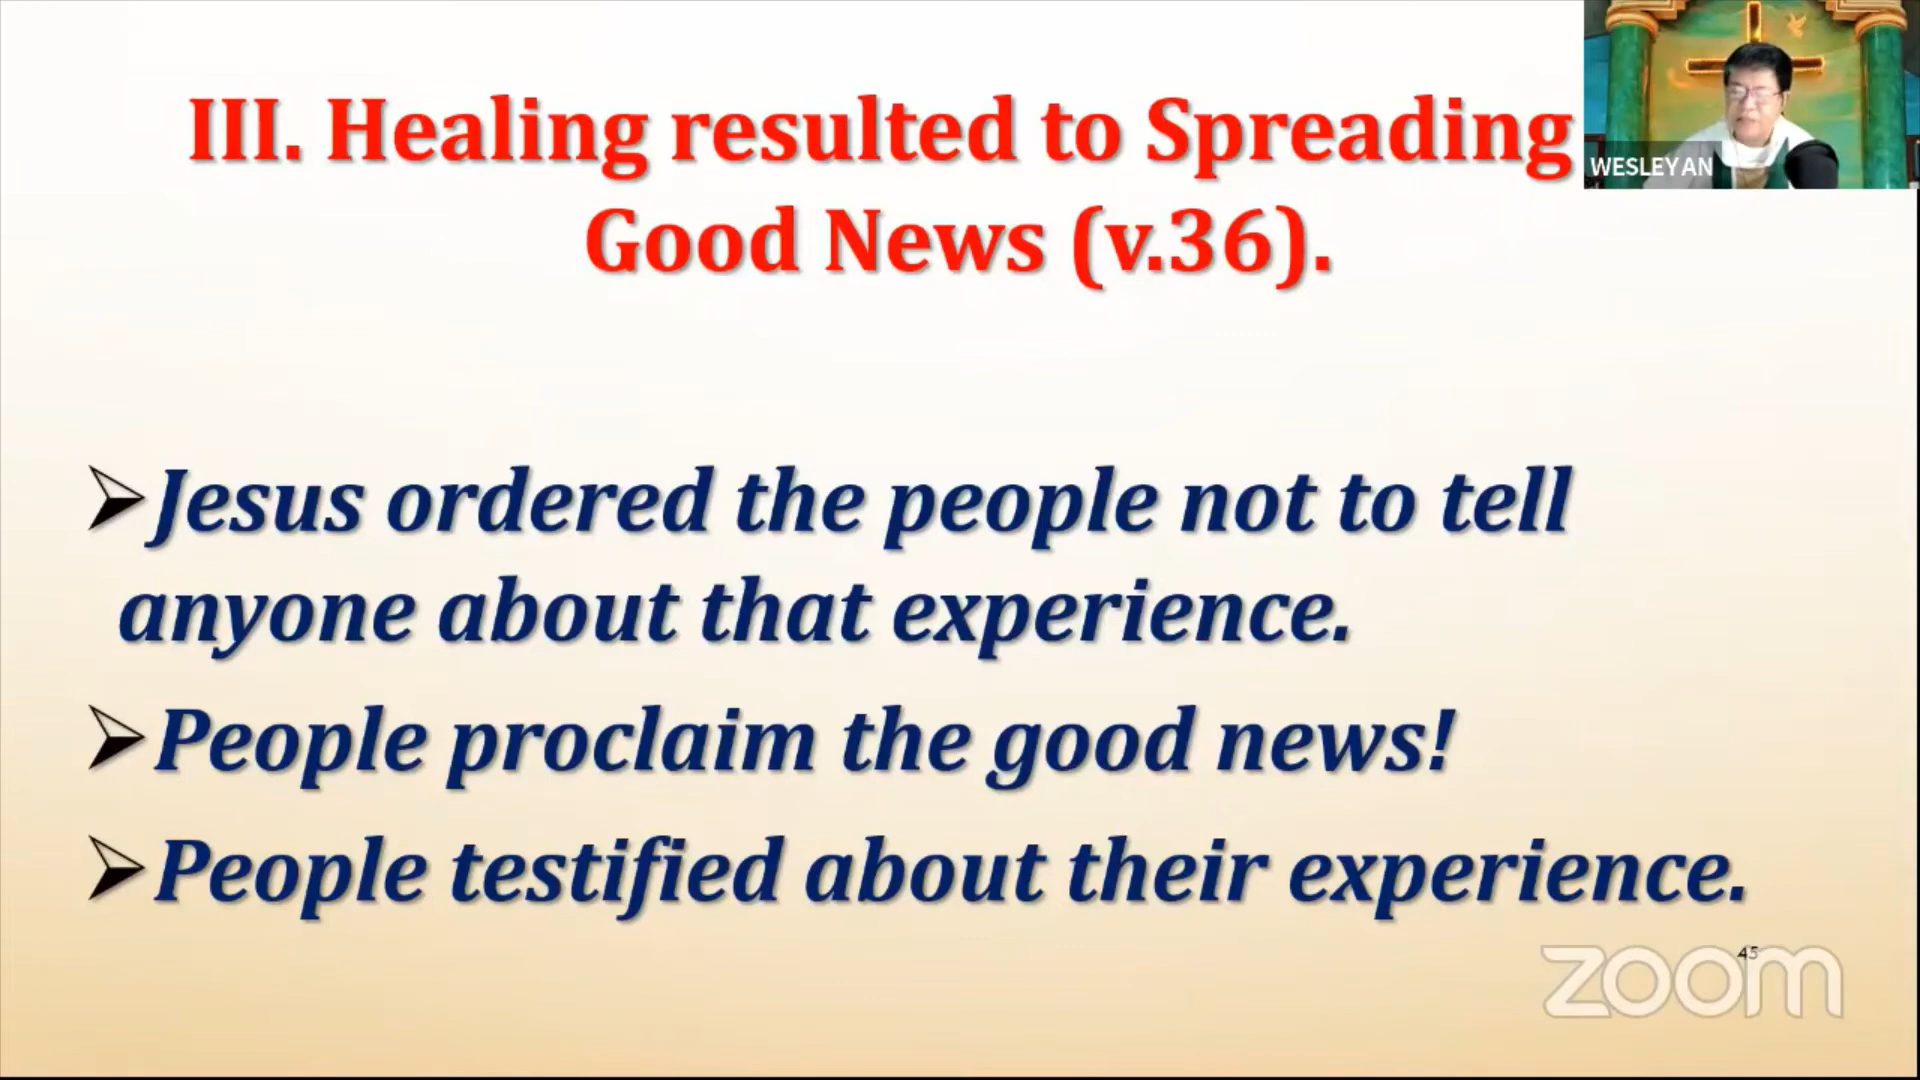 III. Healing resulted to Spreading
Good News (v.36).
WESLEYAN
➢Jesus ordered the people not to tell
anyone about that experience.
➢People proclaim the good news!
➢People testified about their experience.
45
zoom